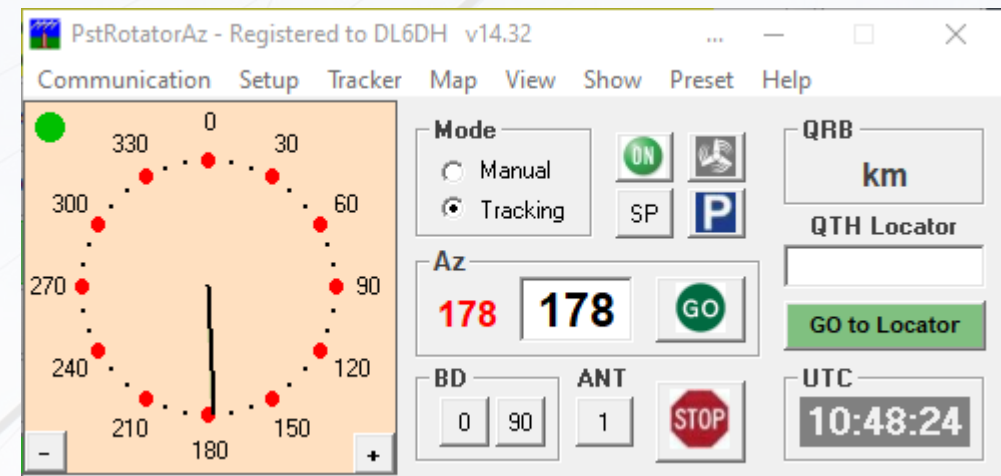 PstRotatorAz - Registered to DL6DH v14.32 ...
Communication Setup Tracker Map View Show Preset Help
0
330 30
300 60
270 90
240 120
210 150
180
- +
Mode
Manual
Tracking
ON
SP P
Az
178 178 GO
BD ANT
0 90 1 STOP
QRB
km
QTH Locator
GO to Locator
UTC
10:48:24